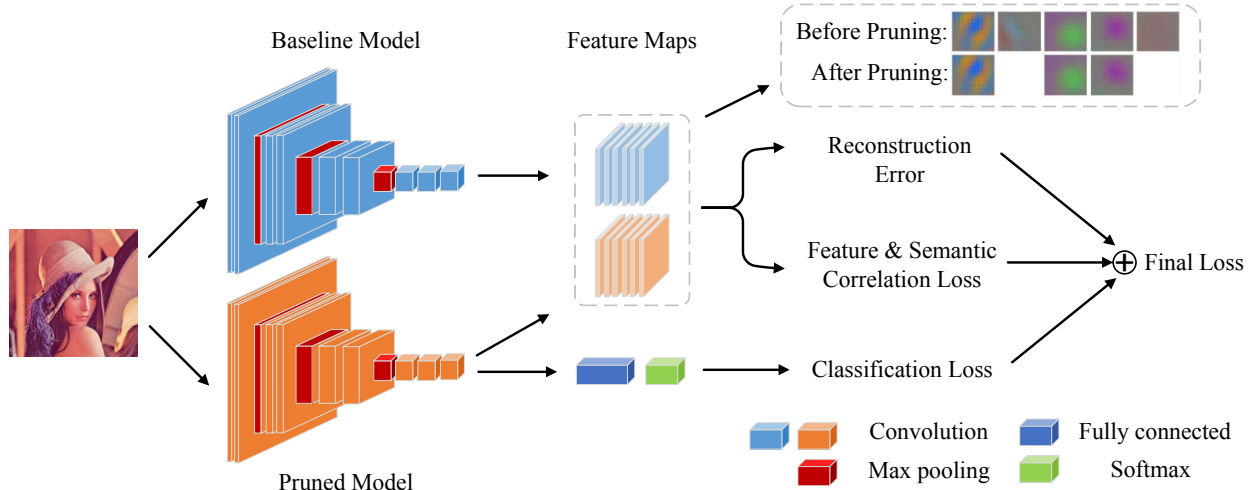 Baseline Model
Feature Maps
Before Pruning:
After Pruning:
Reconstruction
Error
Feature & Semantic
Correlation Loss
Final Loss
Classification Loss
Pruned Model
Convolution
Fully connected
Max pooling
Softmax